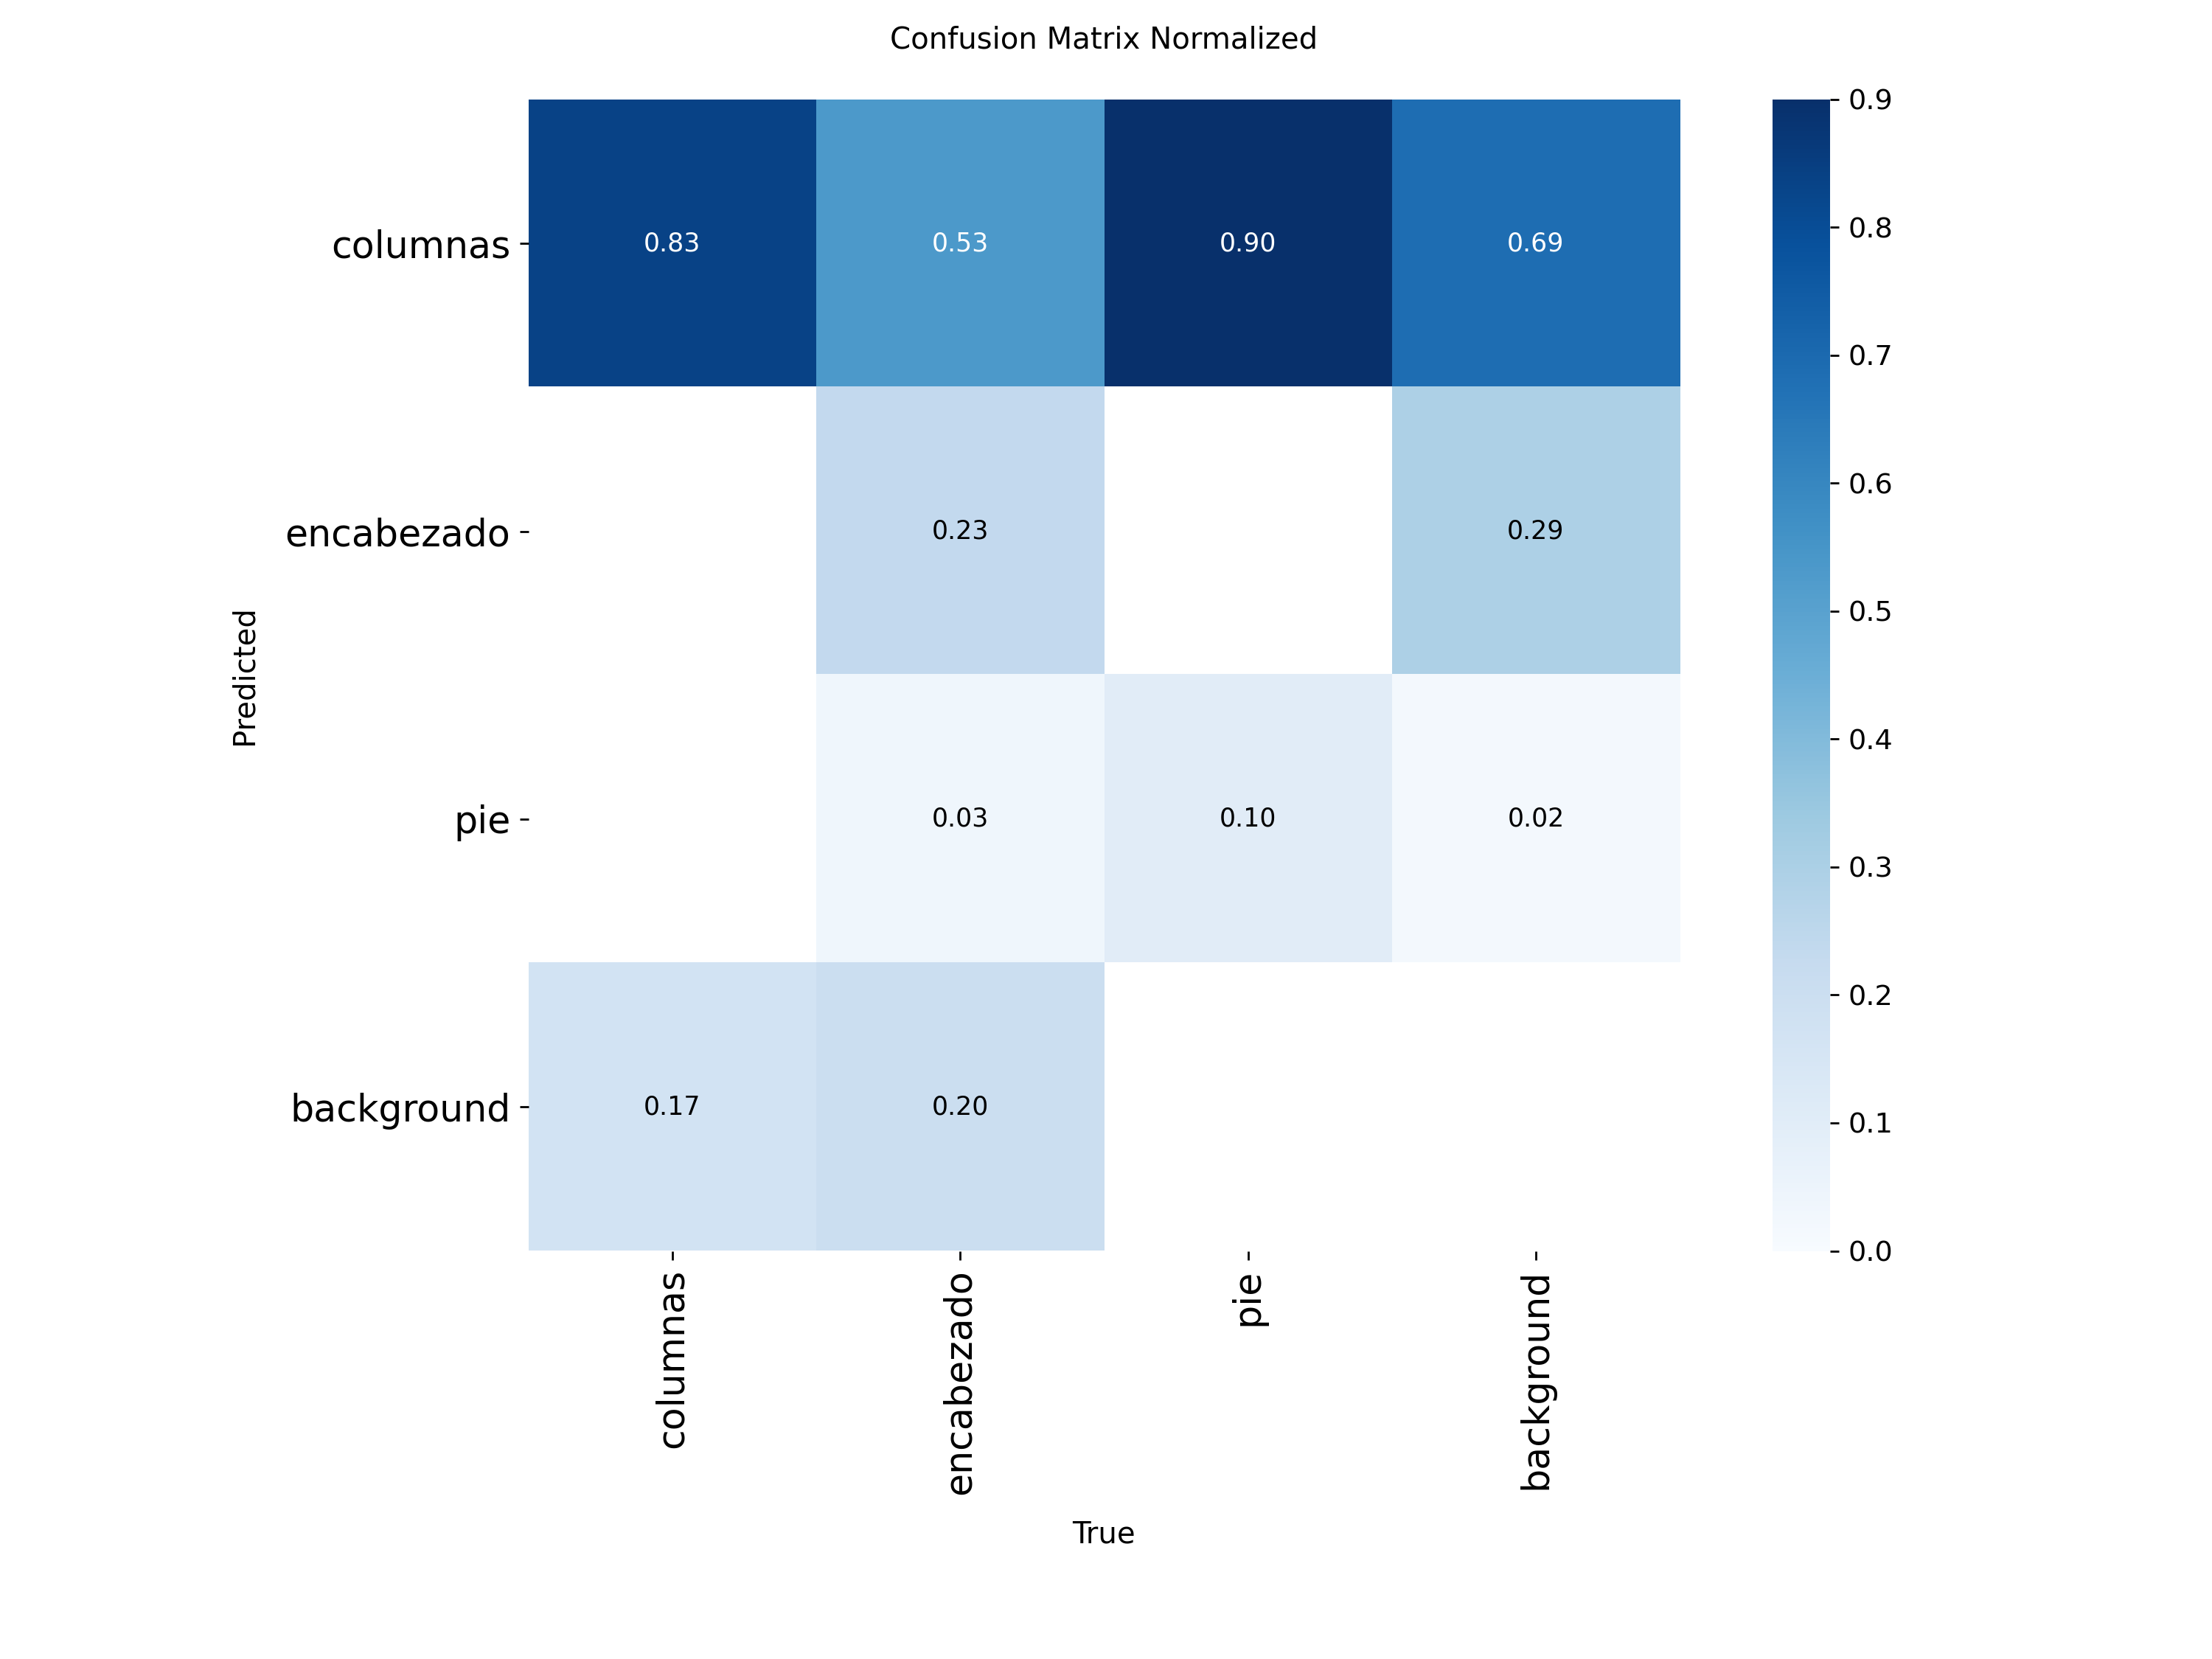 Confusion Matrix Normalized
columnas
0.83 0.53 0.90 0.69
encabezado
0.23 0.29
pie
0.03 0.10 0.02
background
0.17 0.20
Predicted
columnas
encabezado
pie
background
True
0.9
0.8
0.7
0.6
0.5
0.4
0.3
0.2
0.1
0.0